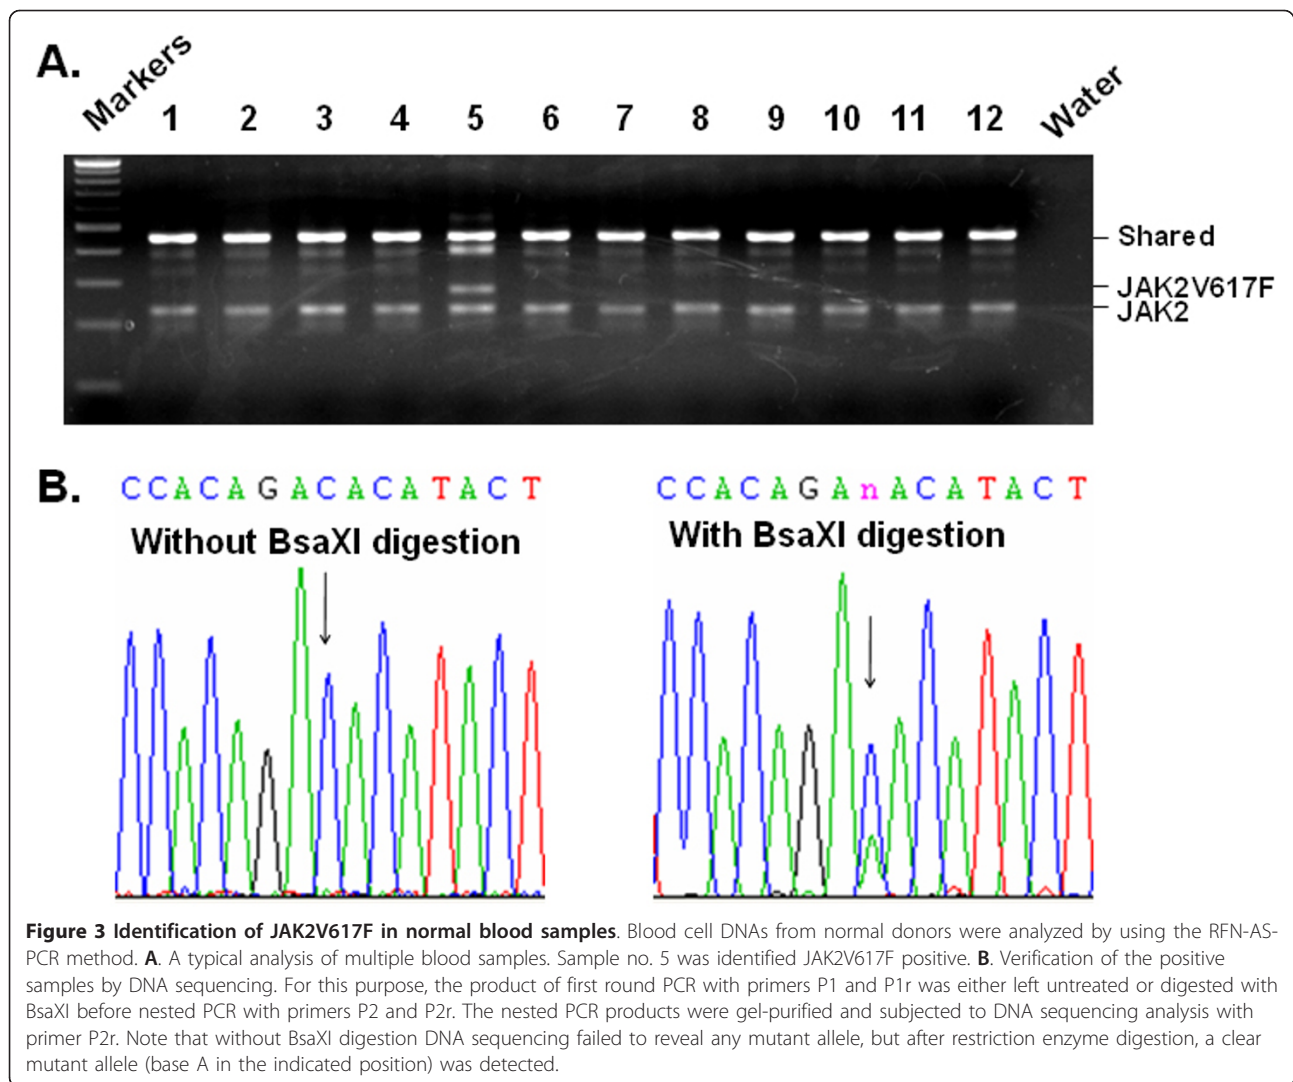 A.
Markers 1 2 3 4 5 6 7 8 9 10 11 12 Water
Shared
JAK2V617F
JAK2
B.
CCACAGACACATACT
Without BsaXI digestion
CCACAGAnACATACT
With BsaXI digestion
Figure 3 Identification of JAK2V617F in normal blood samples. Blood cell DNAs from normal donors were analyzed by using the RFN-AS-
PCR method. A. A typical analysis of multiple blood samples. Sample no. 5 was identified JAK2V617F positive. B. Verification of the positive
samples by DNA sequencing. For this purpose, the product of first round PCR with primers P1 and P1r was either left untreated or digested with
BsaXI before nested PCR with primers P2 and P2r. The nested PCR products were gel-purified and subjected to DNA sequencing analysis with
primer P2r. Note that without BsaXI digestion DNA sequencing failed to reveal any mutant allele, but after restriction enzyme digestion, a clear
mutant allele (base A in the indicated position) was detected.